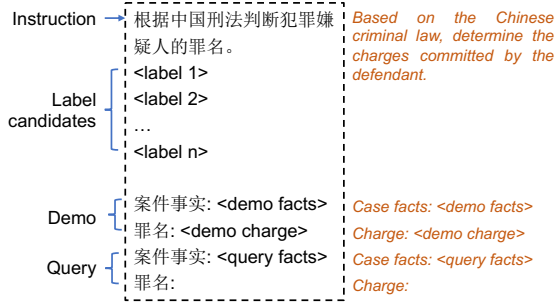 Instruction
根据中国刑法判断犯罪嫌
疑人的罪名。
Based on the Chinese
criminal law, determine the
charges committed by the
defendant.
Label
candidates
<label 1>
<label 2>
...
<label n>
Demo
案件事实: <demo facts>
罪名: <demo charge>
Case facts: <demo facts>
Charge: <demo charge>
Query
案件事实: <query facts>
罪名:
Case facts: <query facts>
Charge: